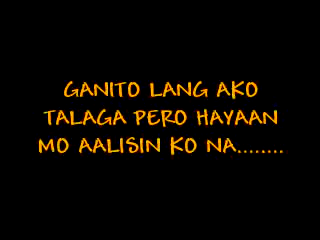 GANITO LANG AKO
TALAGA PERO HAYAAN
MO AALISIN KO NA........